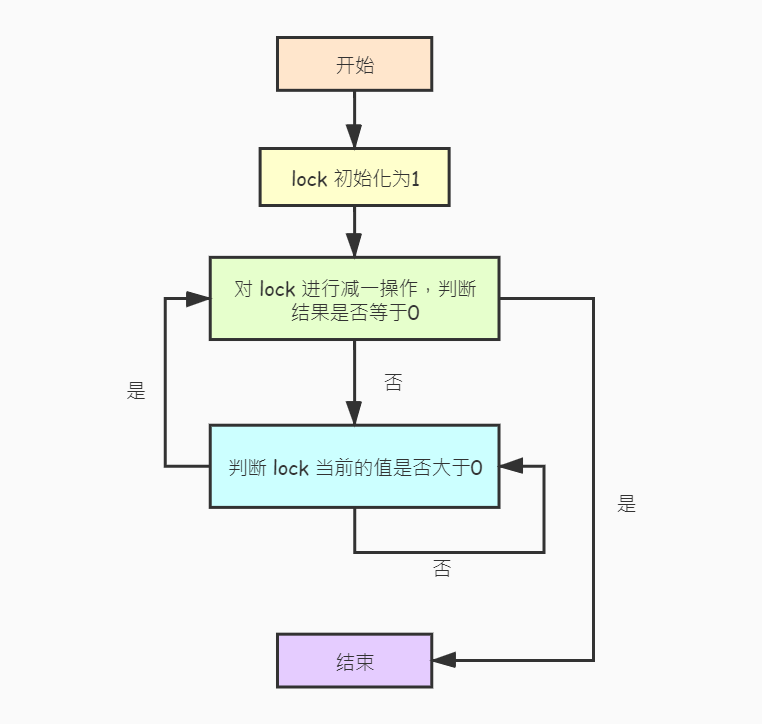 开始
lock 初始化为1
对 lock 进行减一操作，判断
结果是否等于0
否
是
判断 lock 当前的值是否大于0
是
否
结束